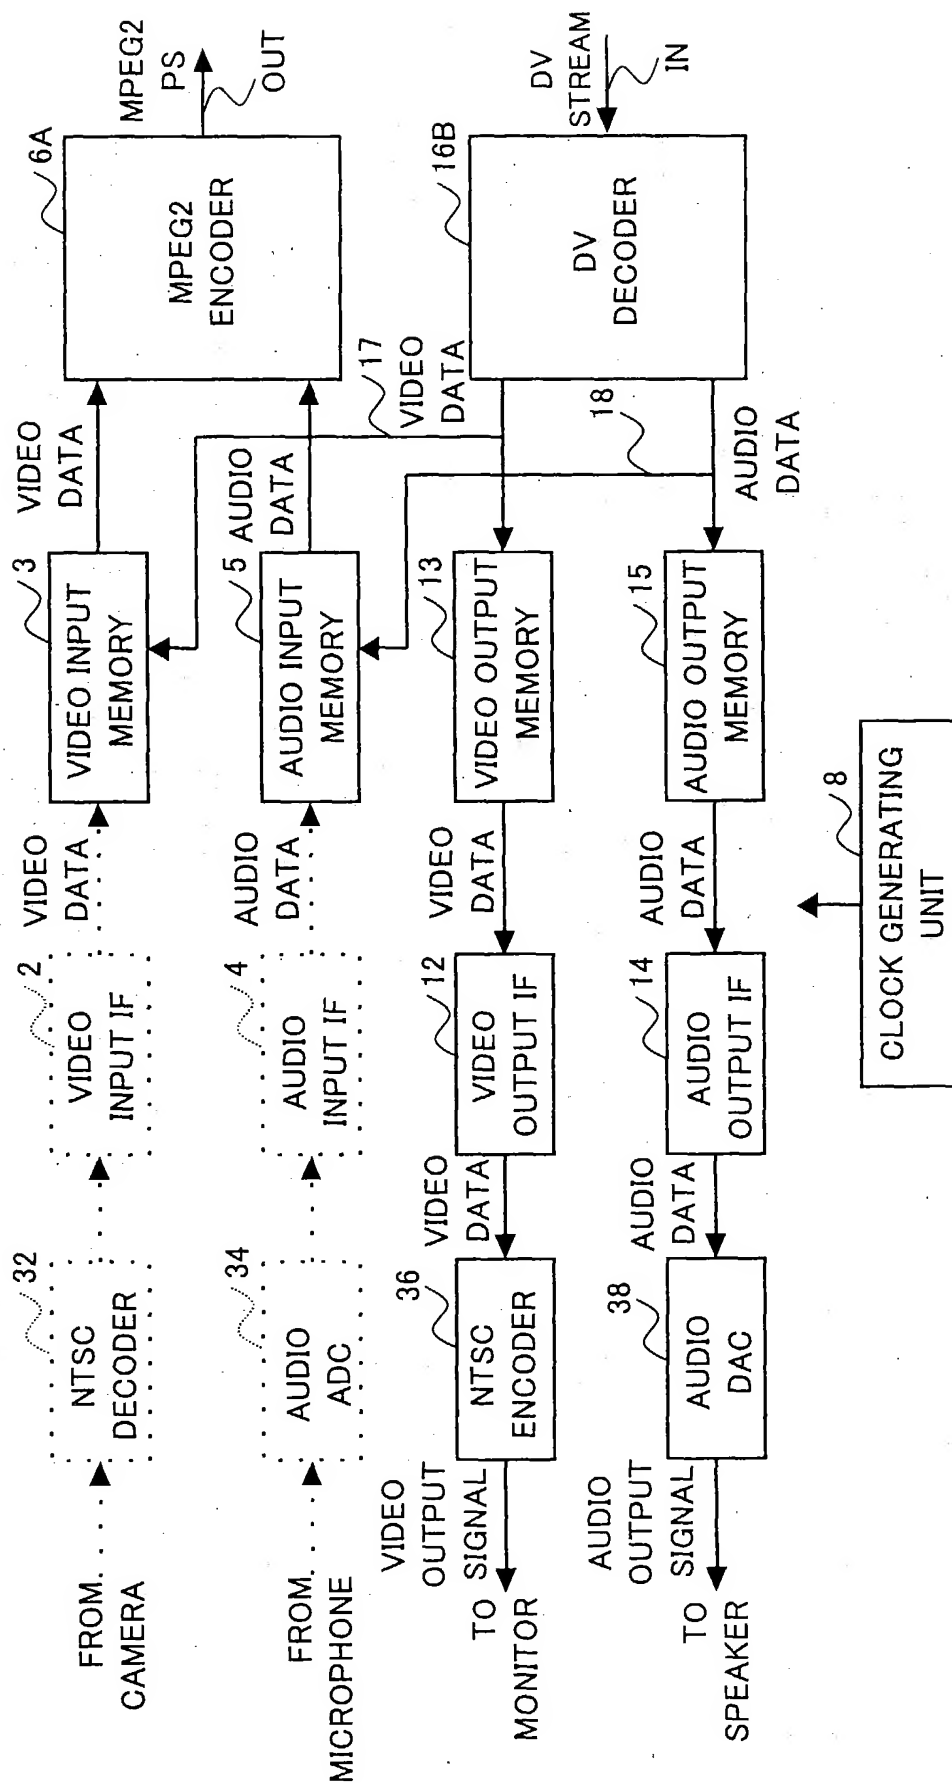 FROM
CAMERA
32
NTSC
DECODER
2
VIDEO
INPUT IF
VIDEO
DATA
3
VIDEO INPUT
MEMORY
VIDEO
DATA
6A
MPEG2
ENCODER
MPEG2
PS
OUT
FROM
MICROPHONE
34
AUDIO
ADC
4
AUDIO
INPUT IF
AUDIO
DATA
5
AUDIO INPUT
MEMORY
AUDIO
DATA
17
VIDEO
OUTPUT
SIGNAL
TO
MONITOR
36
NTSC
ENCODER
VIDEO
DATA
12
VIDEO
OUTPUT IF
VIDEO
DATA
13
VIDEO OUTPUT
MEMORY
VIDEO
DATA
16B
DV
DECODER
DV
STREAM
IN
18
AUDIO
OUTPUT
SIGNAL
TO
SPEAKER
38
AUDIO
DAC
AUDIO
DATA
14
AUDIO
OUTPUT IF
AUDIO
DATA
15
AUDIO OUTPUT
MEMORY
AUDIO
DATA
8
CLOCK GENERATING
UNIT